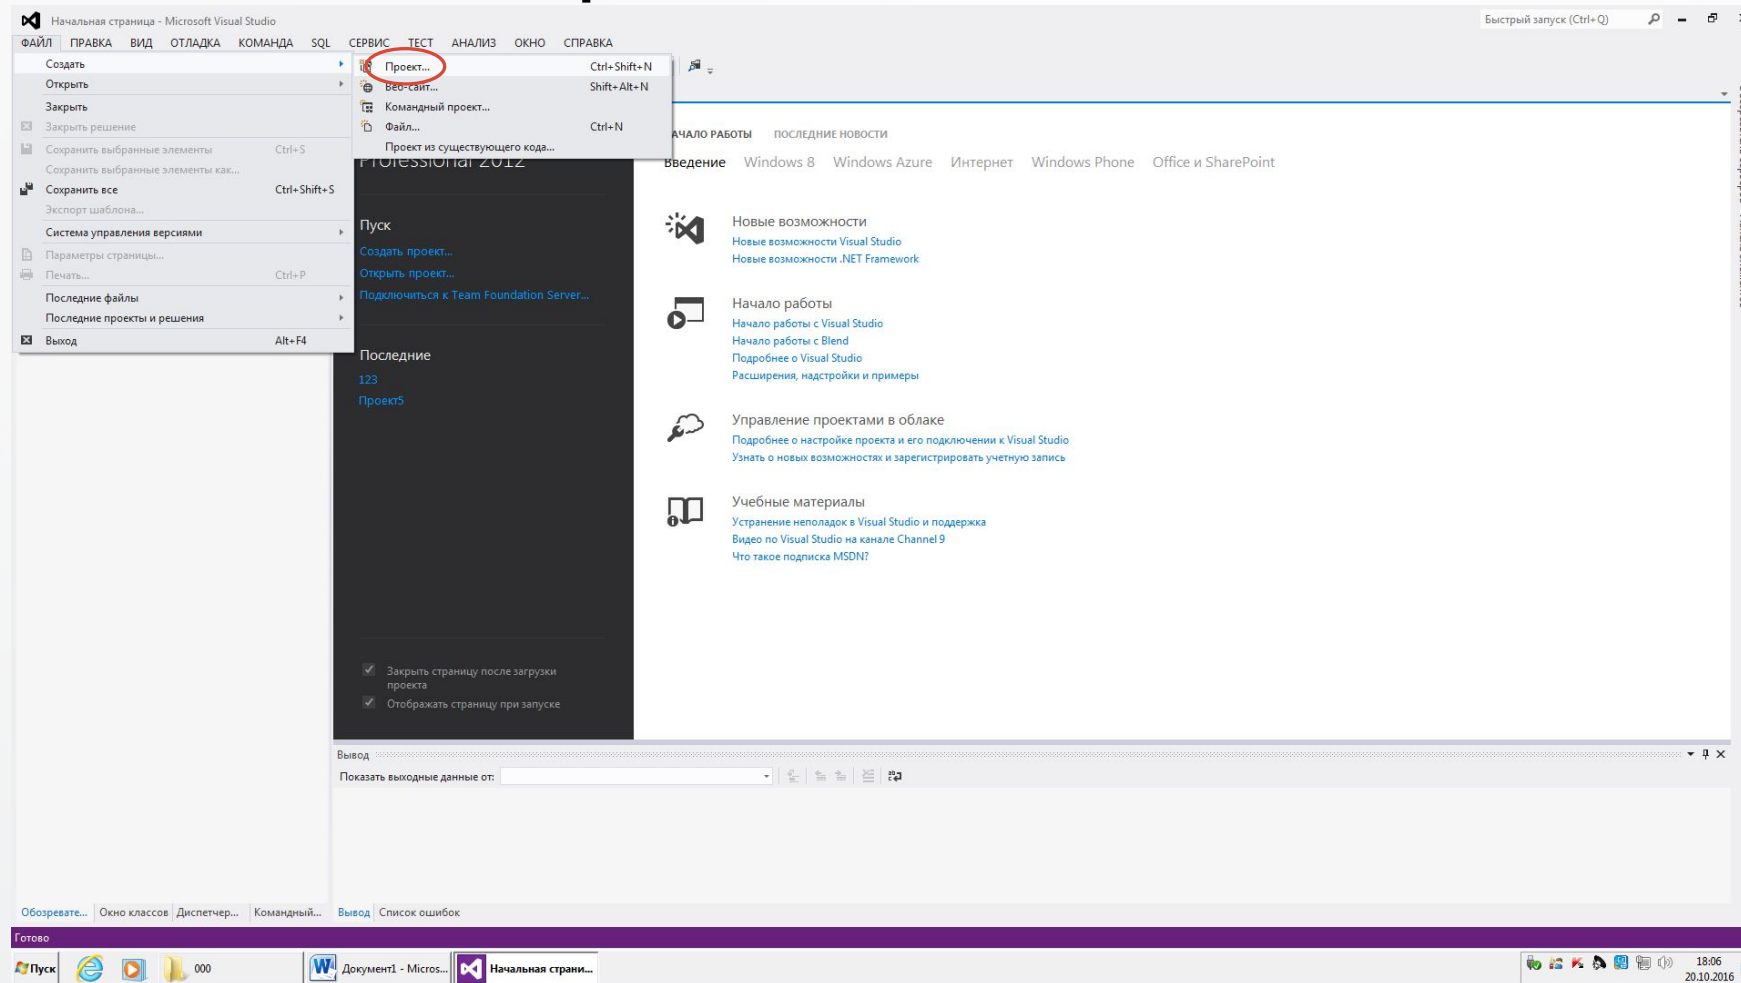 Начальная страница - Microsoft Visual Studio
Быстрый запуск (Ctrl+Q)
ФАЙЛ ПРАВКА ВИД ОТЛАДКА КОМАНДА SQL СЕРВИС ТЕСТ АНАЛИЗ ОКНО СПРАВКА
Создать
Открыть
Закрыть
Закрыть решение
Сохранить выбранные элементы Ctrl+S
Сохранить выбранные элементы как...
Сохранить все Ctrl+Shift+S
Экспорт шаблона...
Система управления версиями
Параметры страницы...
Печать... Ctrl+P
Последние файлы
Последние проекты и решения
Выход Alt+F4
Проект... Ctrl+Shift+N
Веб-сайт... Shift+Alt+N
Командный проект...
Файл... Ctrl+N
Проект из существующего кода...
Professional 2012
Пуск
Создать проект...
Открыть проект...
Подключиться к Team Foundation Server...
Последние
123
Проект5
Закрыть страницу после загрузки
проекта
Отображать страницу при запуске
НАЧАЛО РАБОТЫ ПОСЛЕДНИЕ НОВОСТИ
Введение Windows 8 Windows Azure Интернет Windows Phone Office и SharePoint
Новые возможности
Новые возможности Visual Studio
Новые возможности .NET Framework
Начало работы
Начало работы с Visual Studio
Начало работы с Blend
Подробнее о Visual Studio
Расширения, надстройки и примеры
Управление проектами в облаке
Подробнее о настройке проекта и его подключении к Visual Studio
Узнать о новых возможностях и зарегистрировать учетную запись
Учебные материалы
Устранение неполадок в Visual Studio и поддержка
Видео по Visual Studio на канале Channel 9
Что такое подписка MSDN?
Вывод
Показать выходные данные от:
Обозревате... Окно классов Диспетчер... Командный... Вывод Список ошибок
Готово
Пуск 000 Документ1 - Micros... Начальная страни...
18:06
20.10.2016